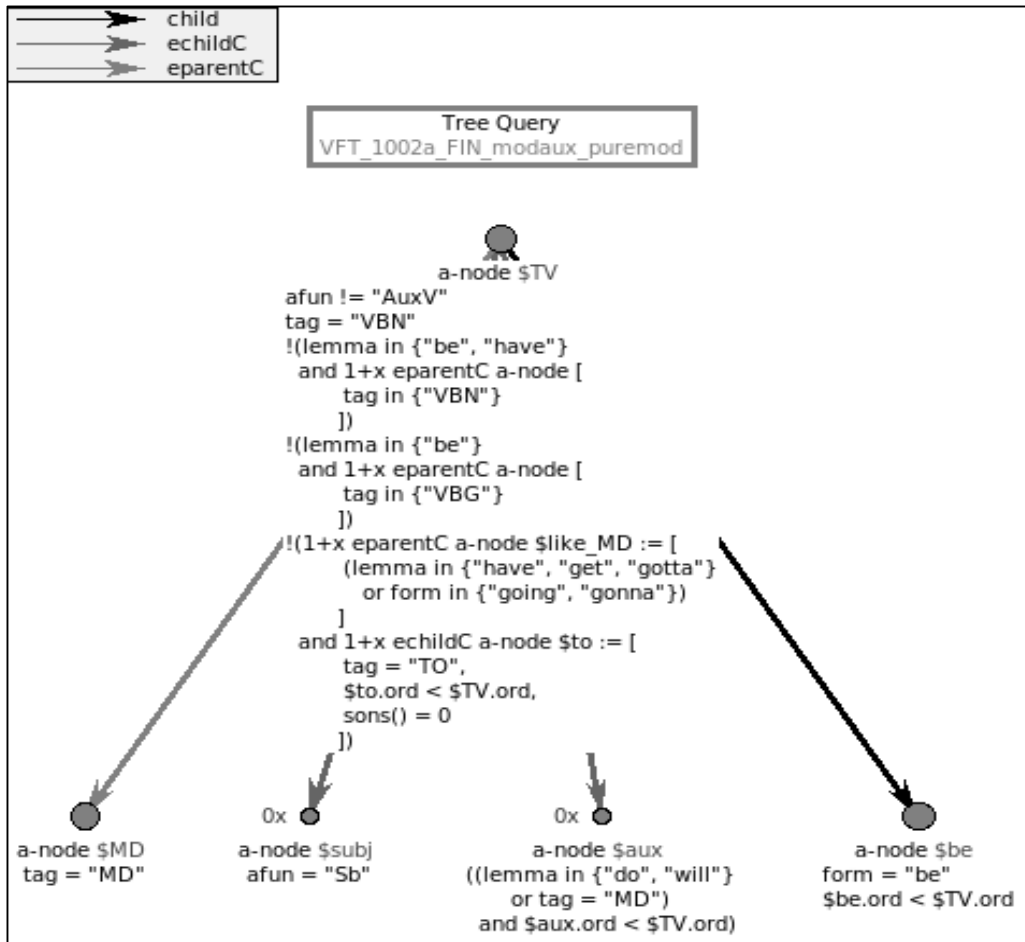 child
echildC
eparentC
Tree Query
VFT_1002a_FIN_modaux_puremod
a-node $TV
afun != "AuxV"
tag = "VBN"
!(lemma in {"be", "have"}
and 1+x eparentC a-node [
tag in {"VBN"}
])
!(lemma in {"be"}
and 1+x eparentC a-node [
tag in {"VBG"}
])
!(1+x eparentC a-node $like_MD := [
(lemma in {"have", "get", "gotta"}
or form in {"going", "gonna"})
]
and 1+x echildC a-node $to := [
tag = "TO",
$to.ord < $TV.ord,
sons() = 0
])
a-node $MD
tag = "MD"
0x
a-node $subj
afun = "Sb"
0x
a-node $aux
((lemma in {"do", "will"}
or tag = "MD")
and $aux.ord < $TV.ord)
a-node $be
form = "be"
$be.ord < $TV.ord